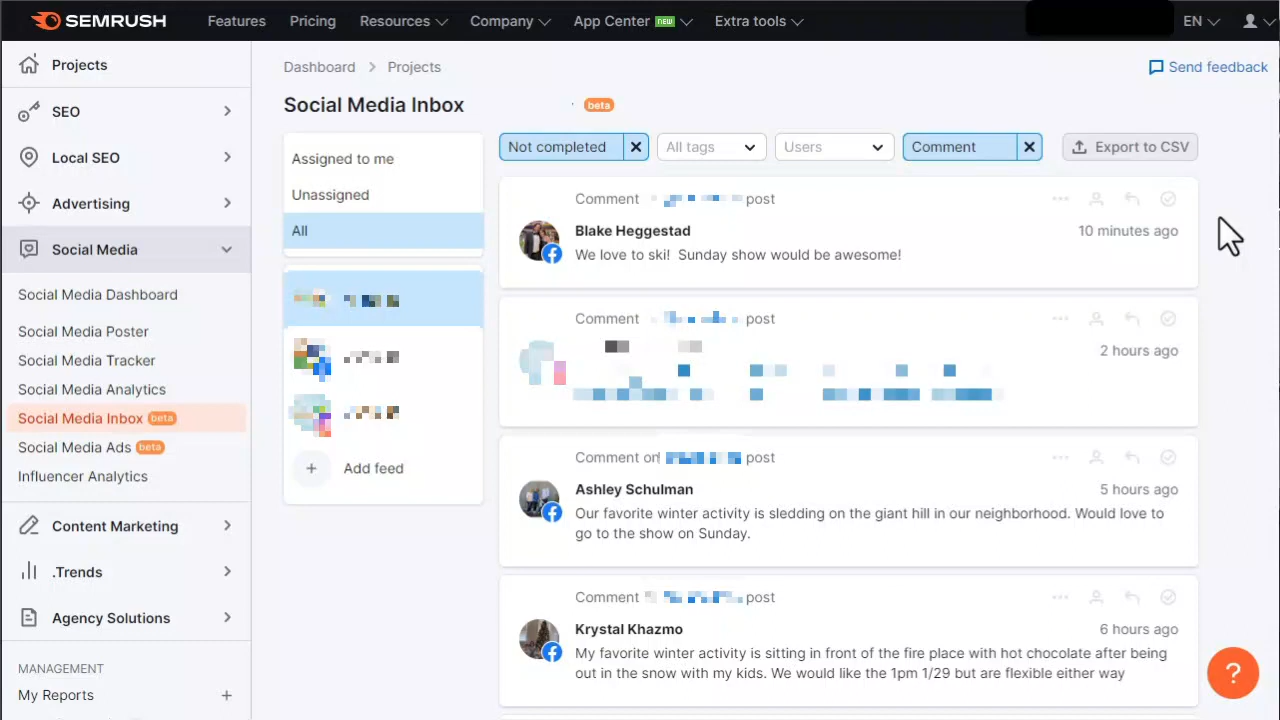 SEMRUSH
Features
Pricing
Resources
Company
App Center NEW
Extra tools
EN
Projects
SEO
Local SEO
Advertising
Social Media
Social Media Dashboard
Social Media Poster
Social Media Tracker
Social Media Analytics
Social Media Inbox beta
Social Media Ads beta
Influencer Analytics
Content Marketing
.Trends
Agency Solutions
MANAGEMENT
My Reports +
Dashboard > Projects
Send feedback
Social Media Inbox beta
Assigned to me
Unassigned
All
+ Add feed
Not completed
All tags
Users
Comment
Export to CSV
Comment post
Blake Heggestad
10 minutes ago
We love to ski! Sunday show would be awesome!
Comment post
2 hours ago
Comment on post
Ashley Schulman
5 hours ago
Our favorite winter activity is sledding on the giant hill in our neighborhood. Would love to
go to the show on Sunday.
Comment post
Krystal Khazmo
6 hours ago
My favorite winter activity is sitting in front of the fire place with hot chocolate after being
out in the snow with my kids. We would like the 1pm 1/29 but are flexible either way
?